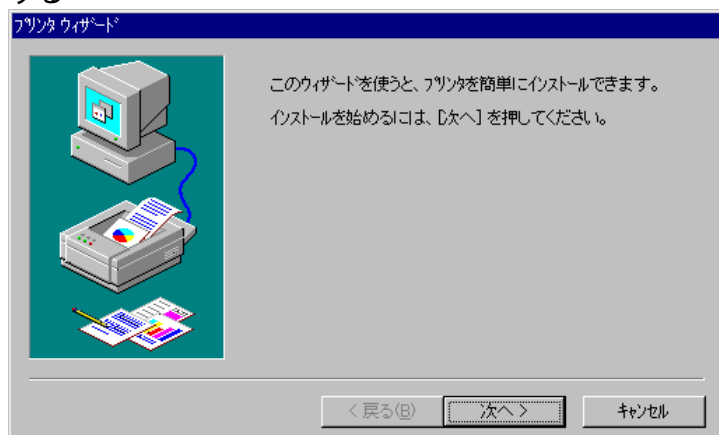 する
プリンタ ウィザード
このウィザードを使うと、プリンタを簡単にインストールできます。
インストールを始めるには、[次へ] を押してください。
< 戻る(B)
次へ >
キャンセル